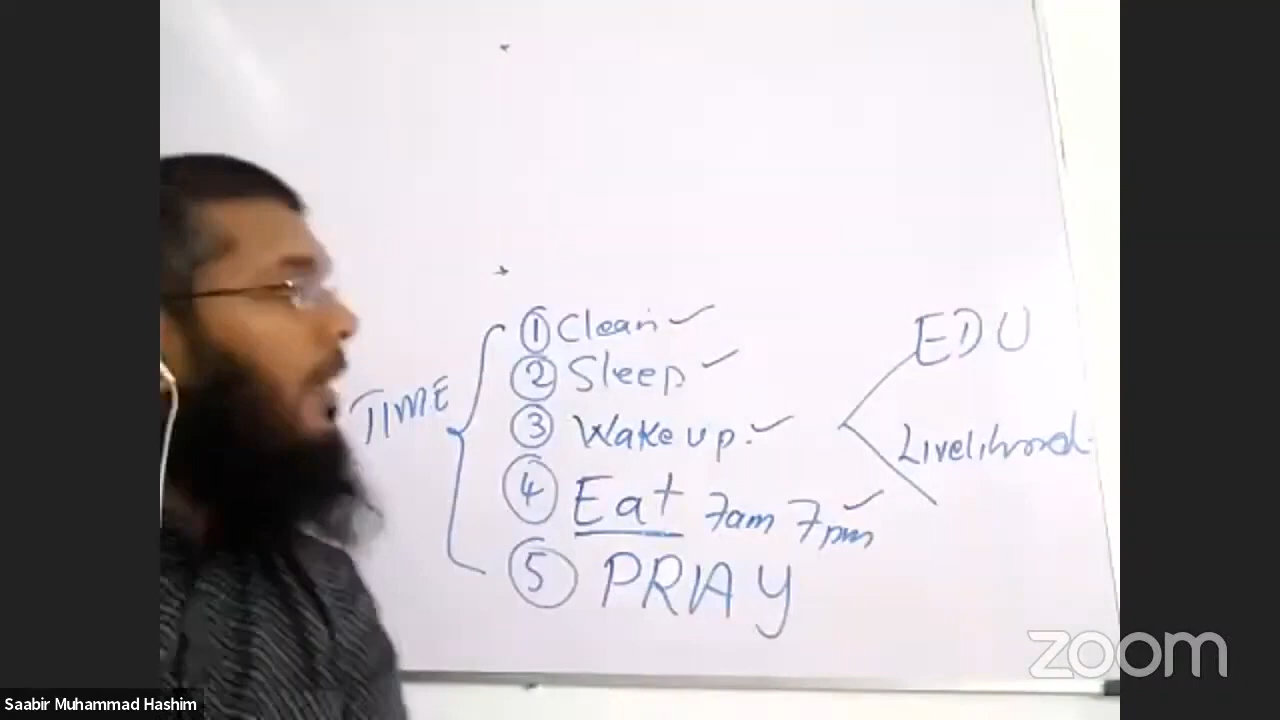 TIME
① Clean ✓
② Sleep ✓
③ Wake up. ✓
④ Eat 7am 7pm ✓
⑤ PRAY
EDU
Livelihood
zoom
Saabir Muhammad Hashim